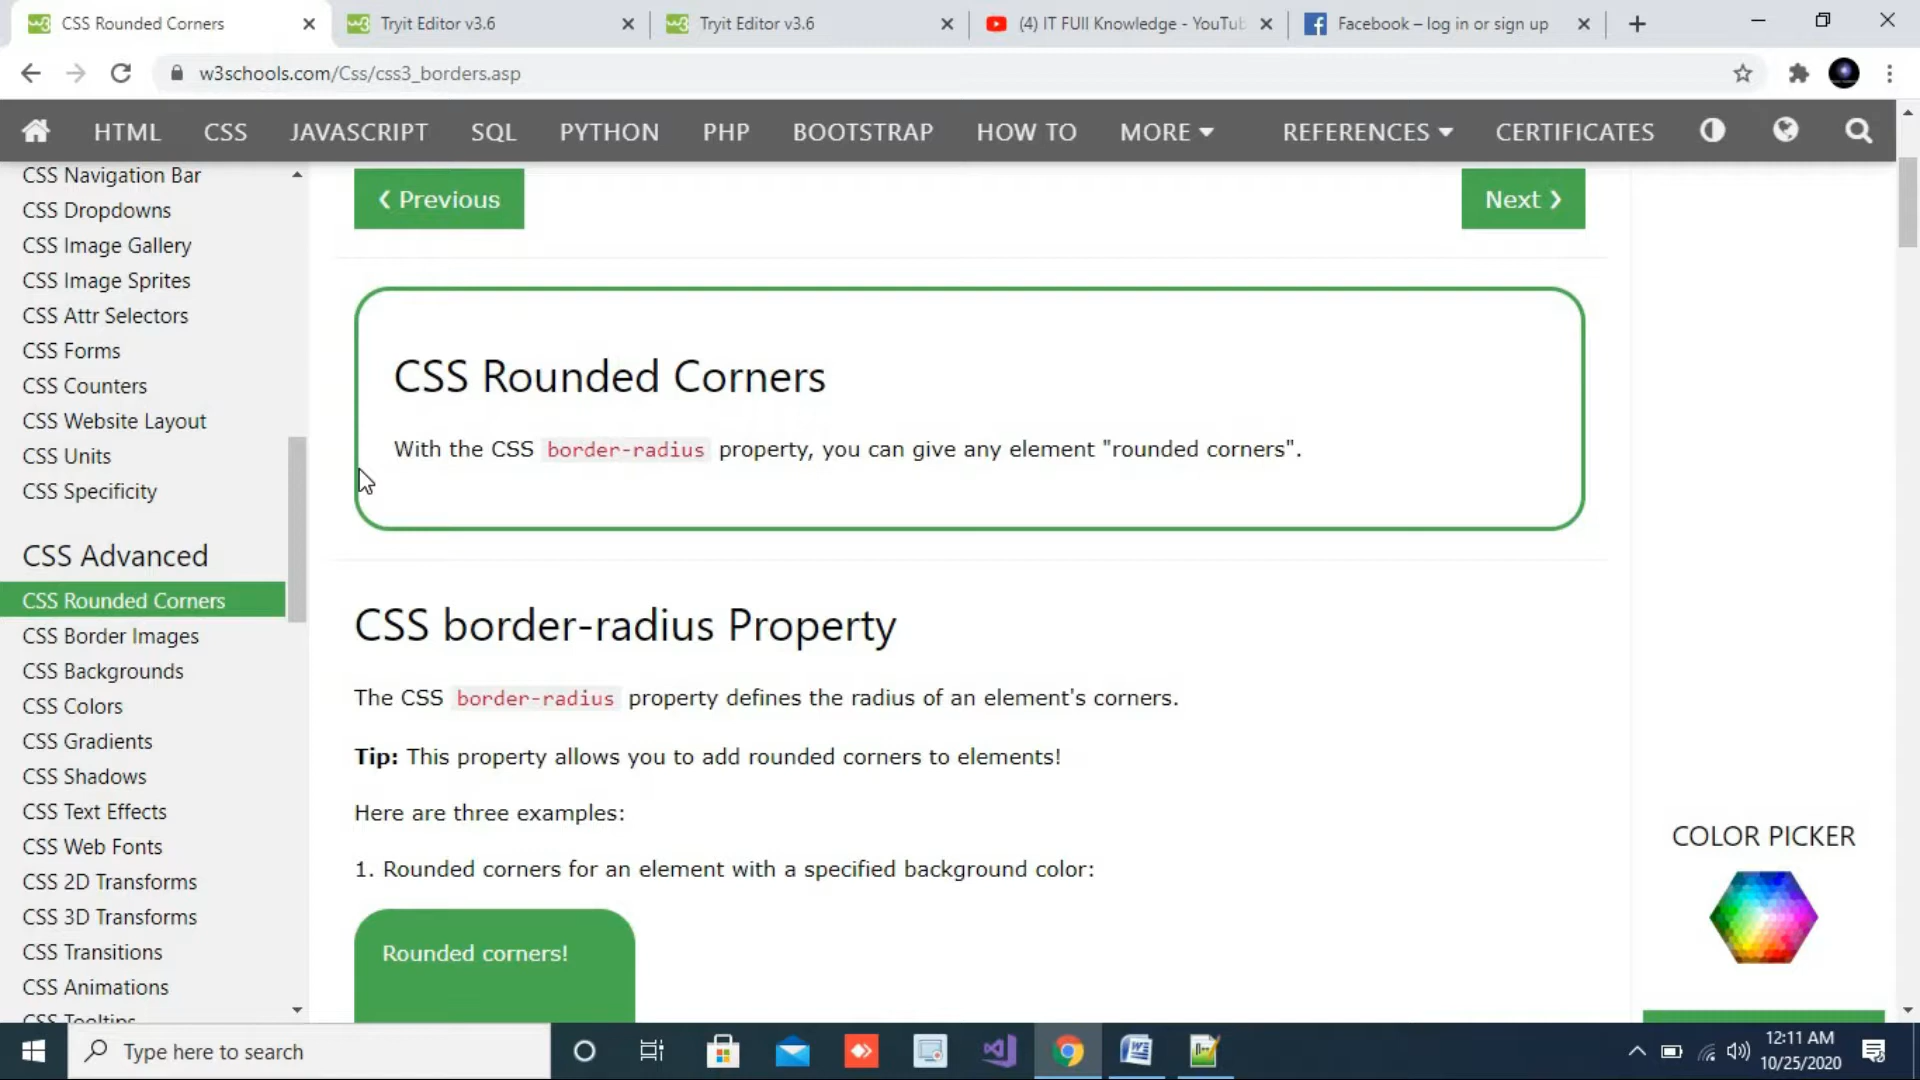 CSS Rounded Corners
Tryit Editor v3.6
Tryit Editor v3.6
(4) IT FUll Knowledge - YouTub
Facebook – log in or sign up
w3schools.com/Css/css3_borders.asp
HTML CSS JAVASCRIPT SQL PYTHON PHP BOOTSTRAP HOW TO MORE REFERENCES CERTIFICATES
CSS Navigation Bar
CSS Dropdowns
CSS Image Gallery
CSS Image Sprites
CSS Attr Selectors
CSS Forms
CSS Counters
CSS Website Layout
CSS Units
CSS Specificity
CSS Advanced
CSS Rounded Corners
CSS Border Images
CSS Backgrounds
CSS Colors
CSS Gradients
CSS Shadows
CSS Text Effects
CSS Web Fonts
CSS 2D Transforms
CSS 3D Transforms
CSS Transitions
CSS Animations
CSS Tooltips
❮ Previous
Next ❯
CSS Rounded Corners
With the CSS border-radius property, you can give any element "rounded corners".
CSS border-radius Property
The CSS border-radius property defines the radius of an element's corners.
Tip: This property allows you to add rounded corners to elements!
Here are three examples:
1. Rounded corners for an element with a specified background color:
Rounded corners!
COLOR PICKER
Type here to search
12:11 AM
10/25/2020